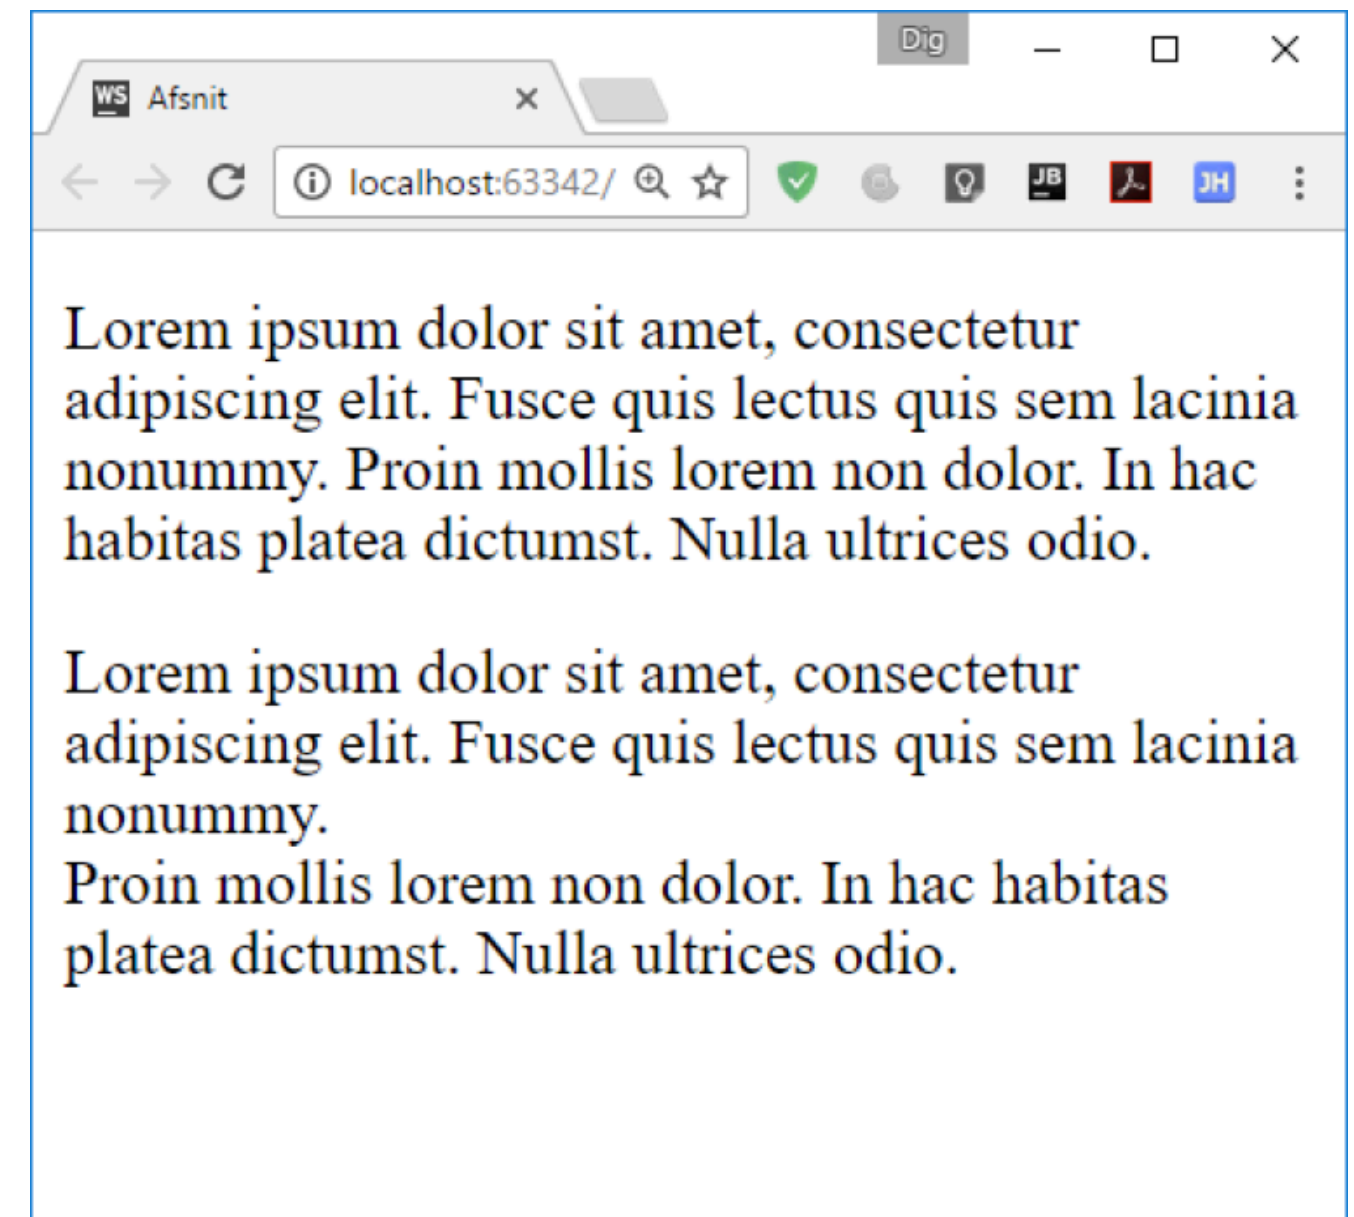 Dig
WS Afsnit
localhost:63342/
JB
JH
Lorem ipsum dolor sit amet, consectetur
adipiscing elit. Fusce quis lectus quis sem lacinia
nonummy. Proin mollis lorem non dolor. In hac
habitas platea dictumst. Nulla ultrices odio.
Lorem ipsum dolor sit amet, consectetur
adipiscing elit. Fusce quis lectus quis sem lacinia
nonummy.
Proin mollis lorem non dolor. In hac habitas
platea dictumst. Nulla ultrices odio.